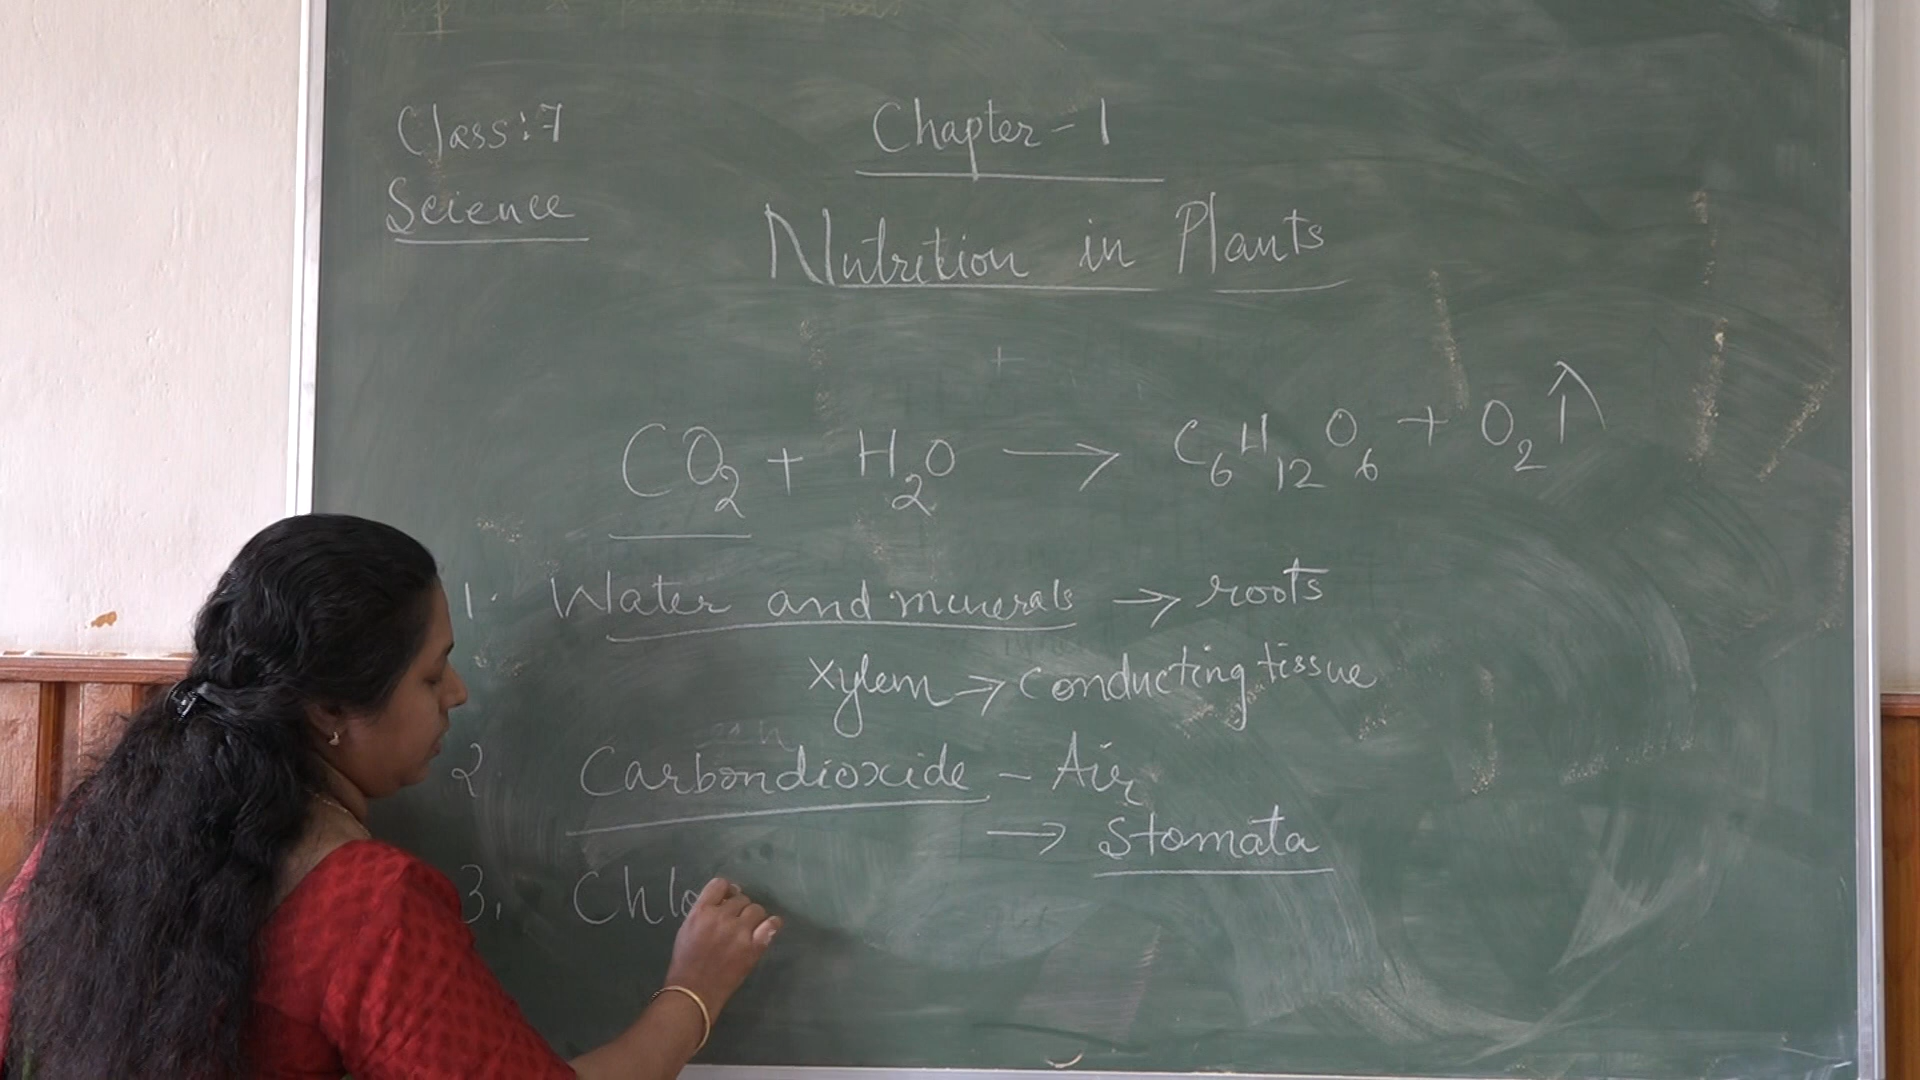 Class:7
Science
Chapter-1
Nutrition in Plants
CO₂ + H₂O → C₆H₁₂O₆ + O₂ ↑
1. Water and minerals → roots
xylem → conducting tissue
2 Carbondioxide - Air
→ Stomata
3. Chlo